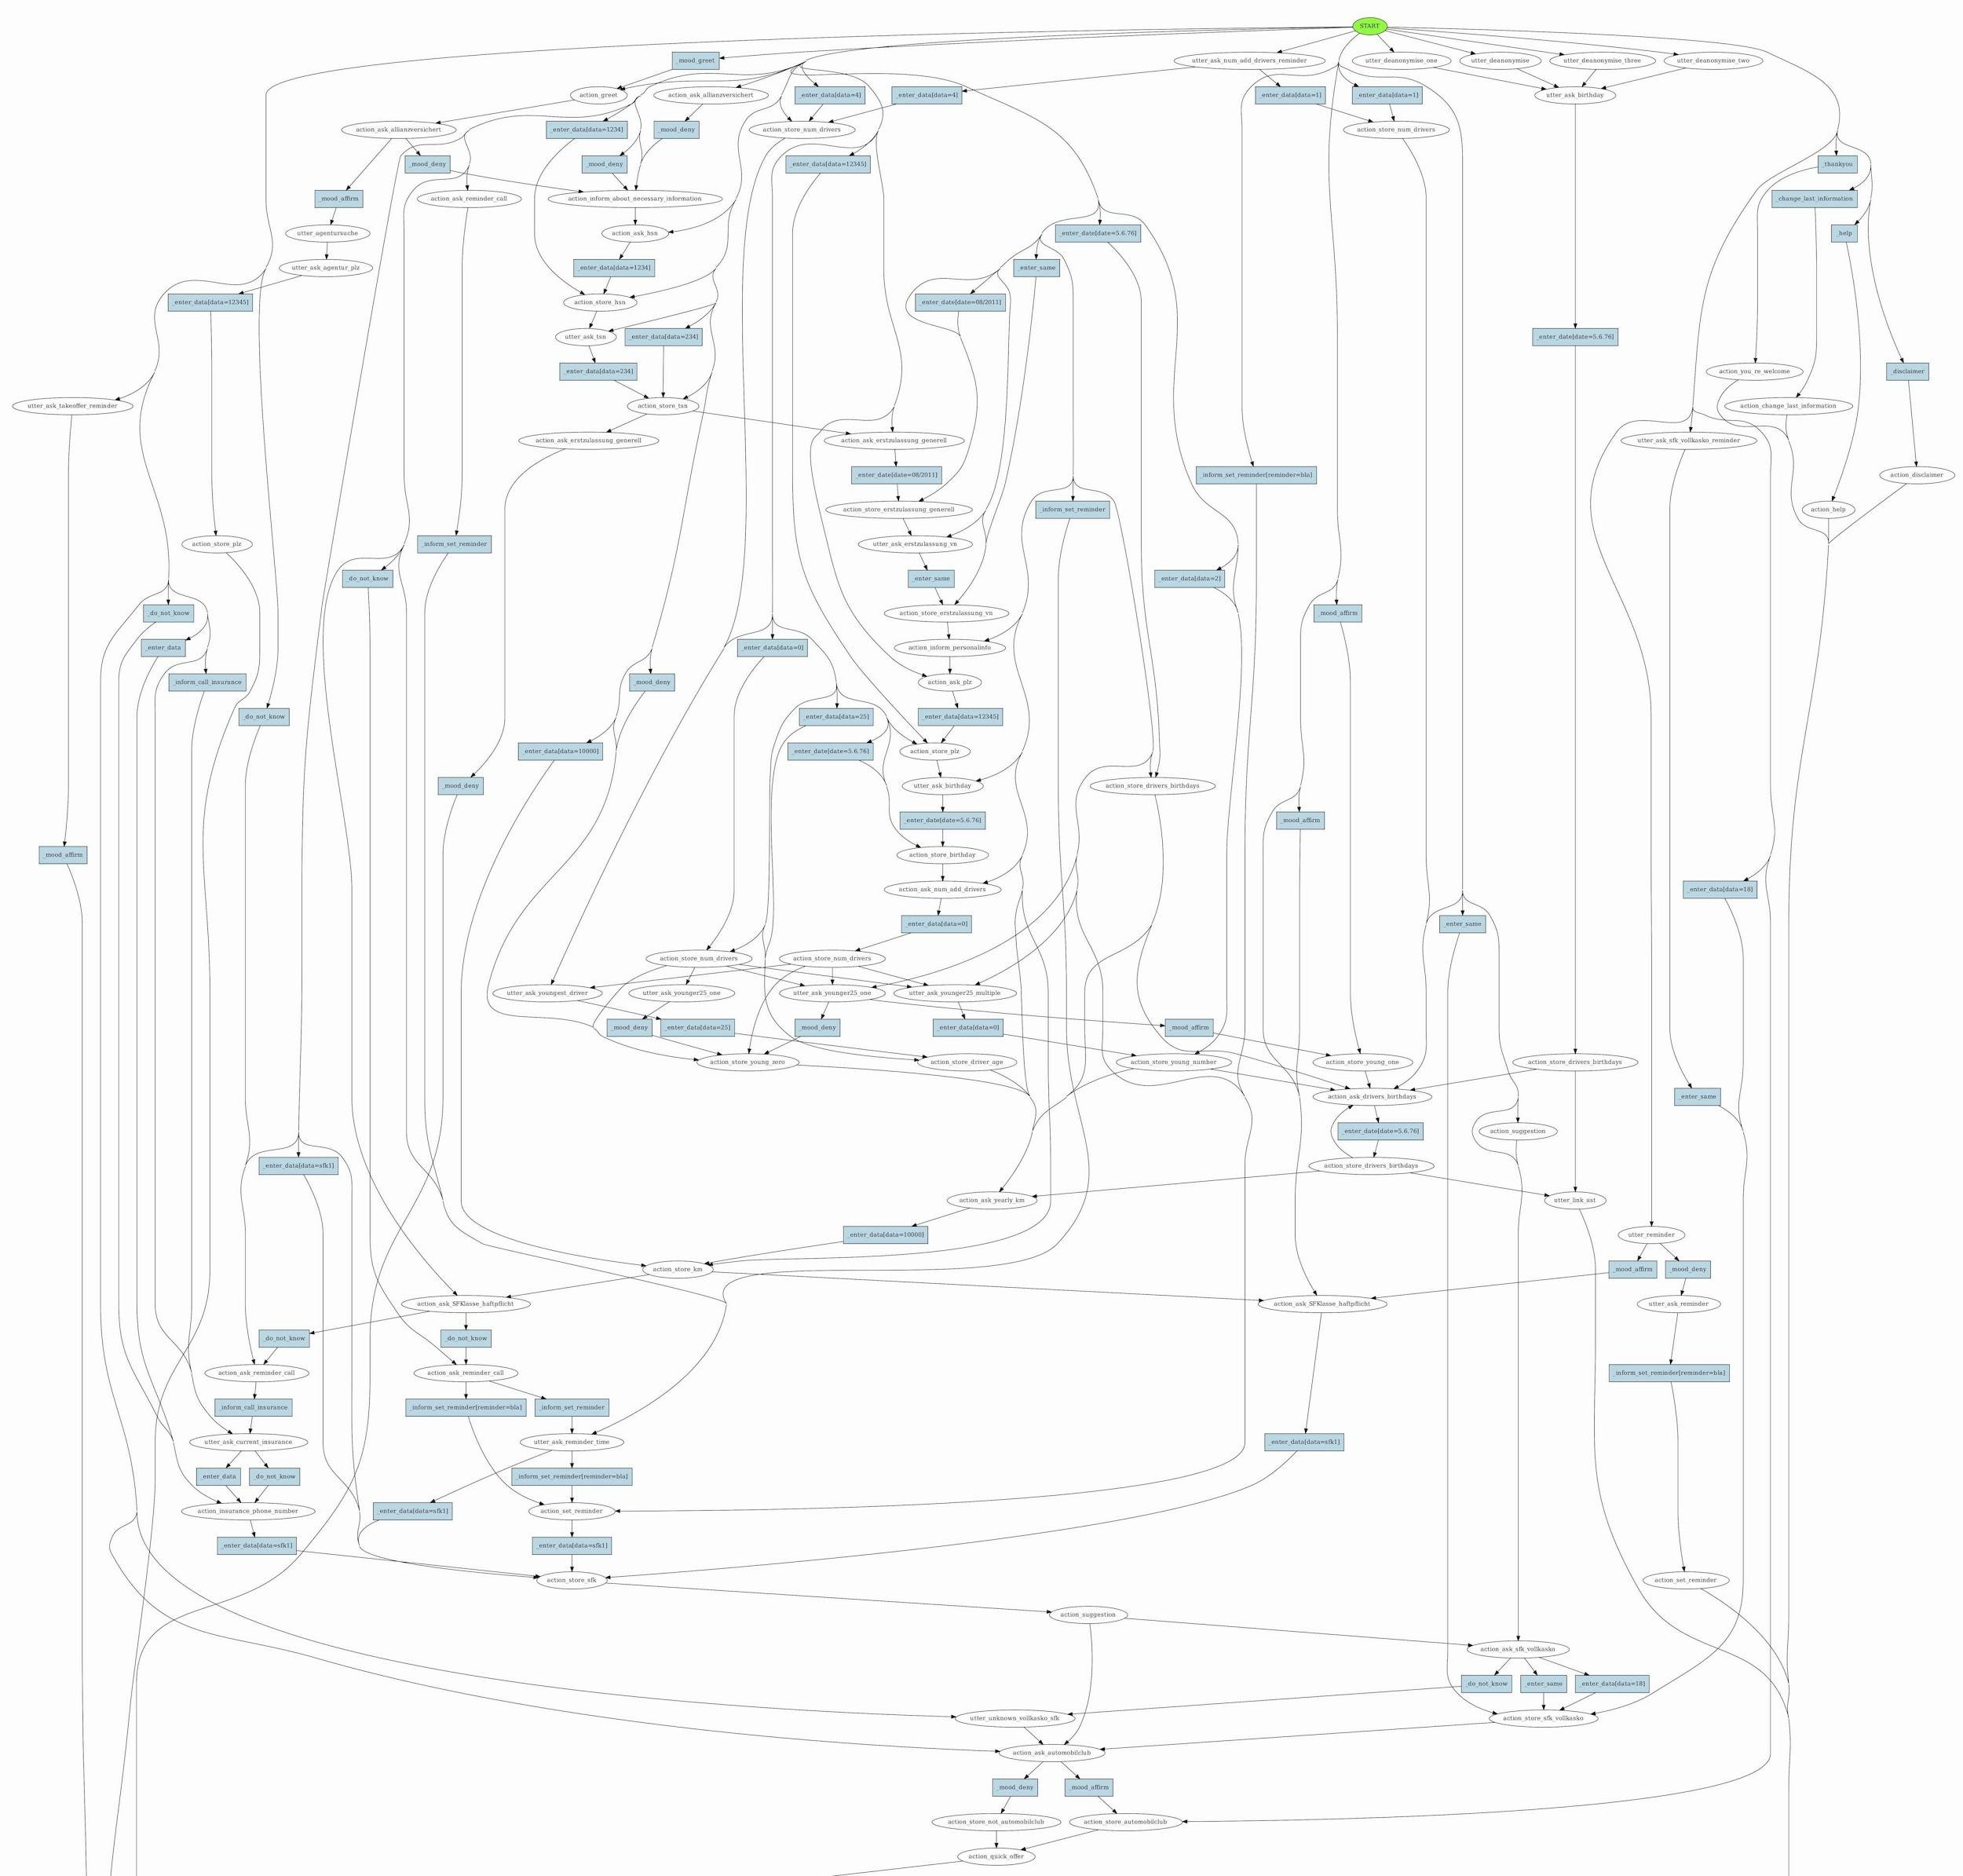 START
_mood_greet
utter_ask_num_add_drivers_reminder
utter_deanonymise_one
utter_deanonymise
utter_deanonymise_three
utter_deanonymise_two
action_greet
action_ask_allianzversichert
_enter_data[data=4]
_enter_data[data=4]
_enter_data[data=1]
_enter_data[data=1]
utter_ask_birthday
action_ask_allianzversichert
_enter_data[data=1234]
_mood_deny
action_store_num_drivers
action_store_num_drivers
_mood_deny
_mood_deny
_enter_data[data=12345]
_thankyou
_mood_affirm
action_ask_reminder_call
action_inform_about_necessary_information
_change_last_information
utter_agentursuche
action_ask_hsn
_enter_date[date=5.6.76]
_help
utter_ask_agentur_plz
_enter_data[data=1234]
_enter_same
_enter_data[data=12345]
action_store_hsn
_enter_date[date=08/2011]
utter_ask_tsn
_enter_data[data=234]
_enter_date[date=5.6.76]
_enter_data[data=234]
action_you_re_welcome
_disclaimer
utter_ask_takeoffer_reminder
action_store_tsn
action_change_last_information
action_ask_erstzulassung_generell
action_ask_erstzulassung_generell
utter_ask_sfk_vollkasko_reminder
_enter_date[date=08/2011]
_inform_set_reminder[reminder=bla]
action_disclaimer
action_store_erstzulassung_generell
_inform_set_reminder
action_help
action_store_plz
_inform_set_reminder
utter_ask_erstzulassung_vn
_do_not_know
_enter_same
_enter_data[data=2]
_do_not_know
action_store_erstzulassung_vn
_mood_affirm
_enter_data
_enter_data[data=0]
action_inform_personalinfo
_inform_call_insurance
_mood_deny
action_ask_plz
_do_not_know
_enter_data[data=25]
_enter_data[data=12345]
_enter_data[data=10000]
_enter_date[date=5.6.76]
action_store_plz
_mood_deny
utter_ask_birthday
action_store_drivers_birthdays
_enter_date[date=5.6.76]
_mood_affirm
_mood_affirm
action_store_birthday
action_ask_num_add_drivers
_enter_data[data=18]
_enter_data[data=0]
_enter_same
action_store_num_drivers
action_store_num_drivers
utter_ask_youngest_driver
utter_ask_younger25_one
utter_ask_younger25_one
utter_ask_younger25_multiple
_mood_deny
_enter_data[data=25]
_mood_deny
_enter_data[data=0]
_mood_affirm
action_store_young_zero
action_store_driver_age
action_store_young_number
action_store_young_one
action_store_drivers_birthdays
action_ask_drivers_birthdays
_enter_same
_enter_date[date=5.6.76]
action_suggestion
_enter_data[data=sfk1]
action_store_drivers_birthdays
action_ask_yearly_km
utter_link_ast
_enter_data[data=10000]
utter_reminder
action_store_km
_mood_affirm
_mood_deny
action_ask_SFKlasse_haftpflicht
action_ask_SFKlasse_haftpflicht
utter_ask_reminder
_do_not_know
_do_not_know
action_ask_reminder_call
action_ask_reminder_call
_inform_set_reminder[reminder=bla]
_inform_call_insurance
_inform_set_reminder[reminder=bla]
_inform_set_reminder
utter_ask_current_insurance
utter_ask_reminder_time
_enter_data[data=sfk1]
_enter_data
_do_not_know
_inform_set_reminder[reminder=bla]
action_insurance_phone_number
_enter_data[data=sfk1]
action_set_reminder
_enter_data[data=sfk1]
_enter_data[data=sfk1]
action_store_sfk
action_set_reminder
action_suggestion
action_ask_sfk_vollkasko
_do_not_know
_enter_same
_enter_data[data=18]
utter_unknown_vollkasko_sfk
action_store_sfk_vollkasko
action_ask_automobilclub
_mood_deny
_mood_affirm
action_store_not_automobilclub
action_store_automobilclub
action_quick_offer